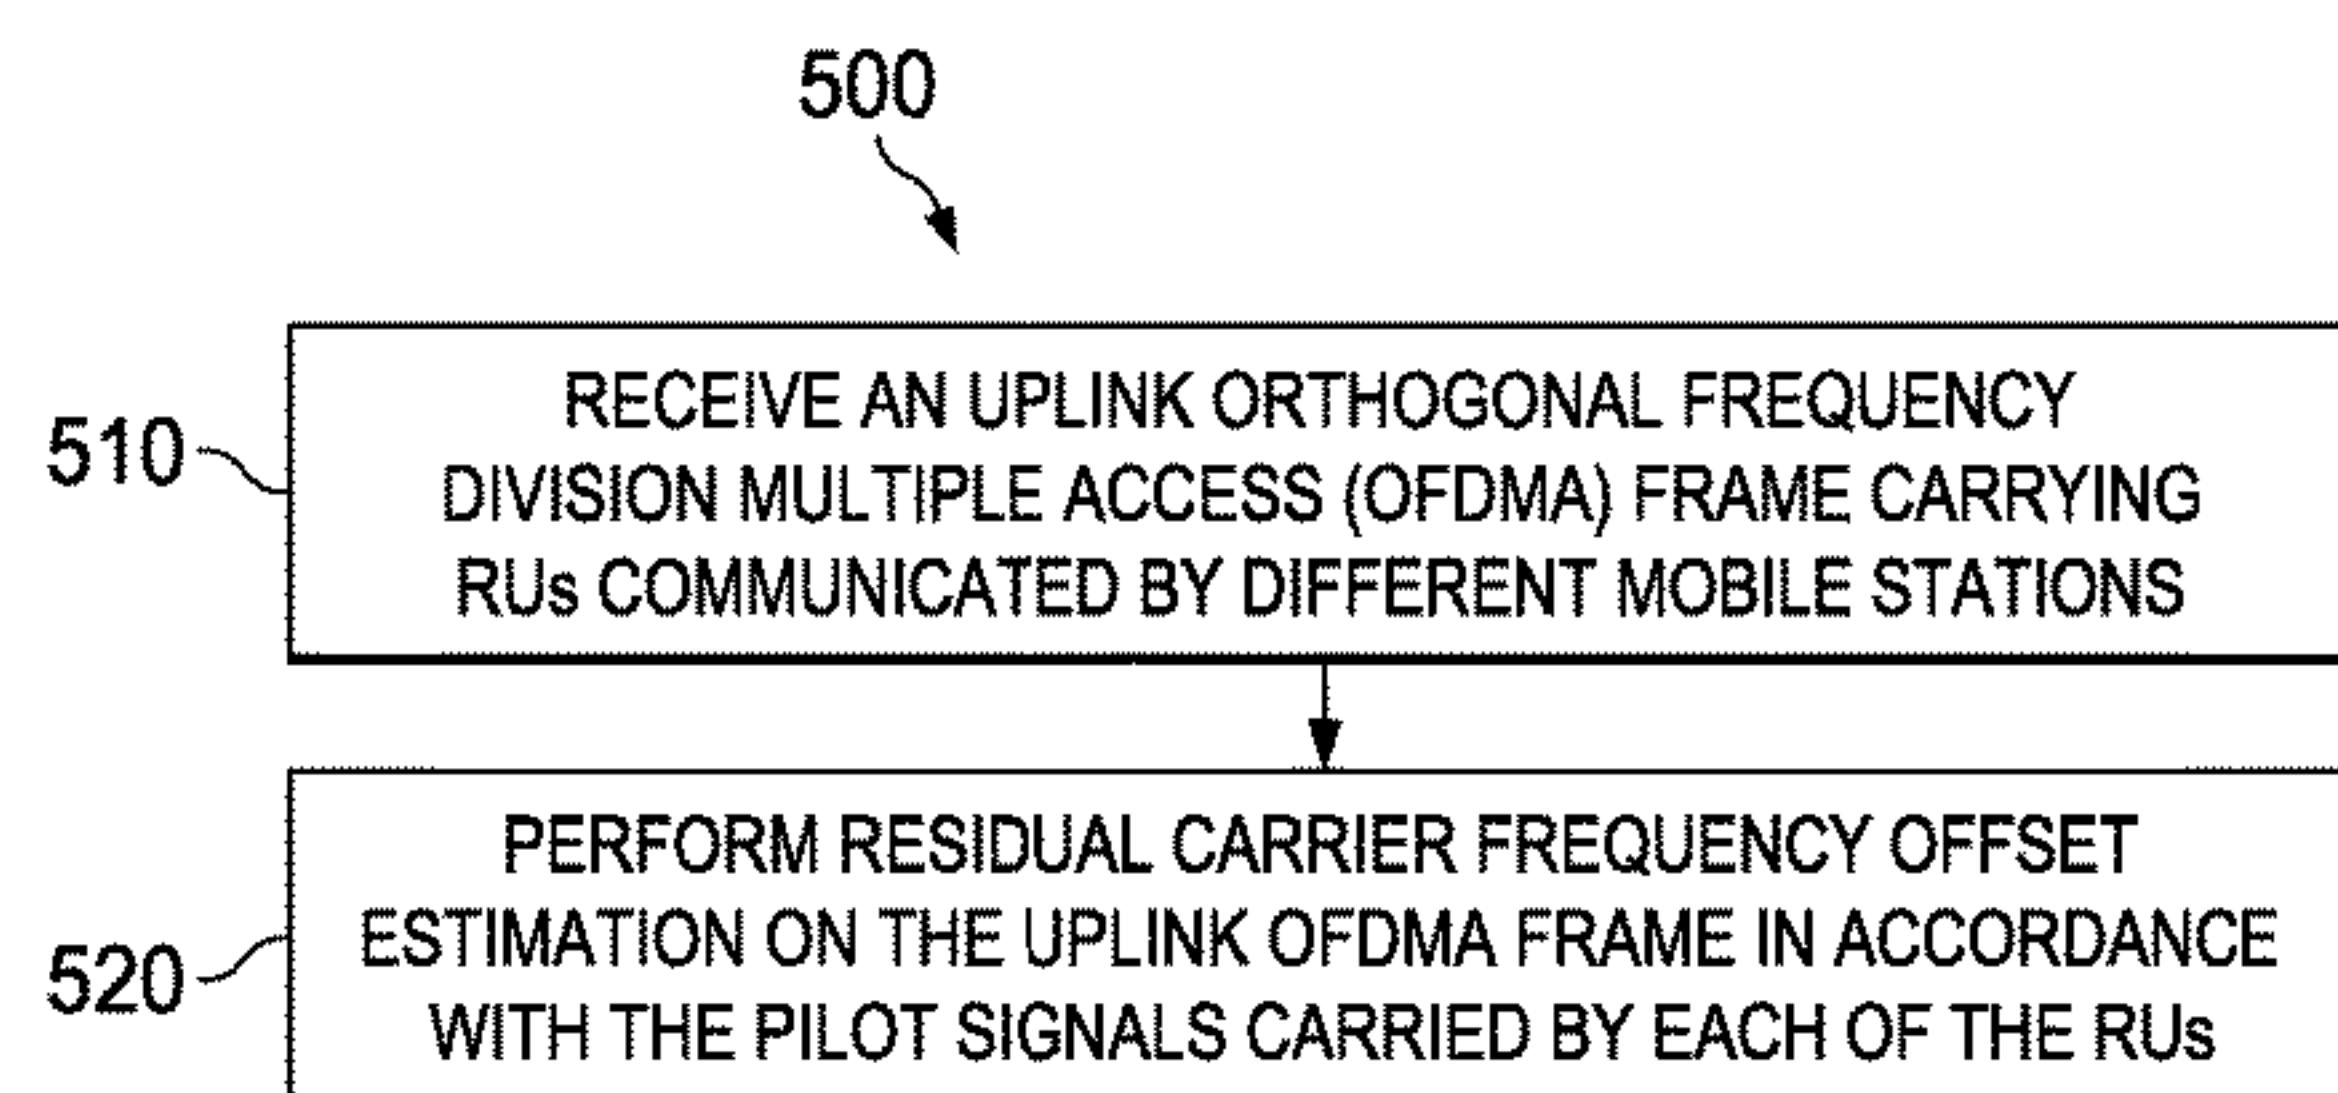 500
510
RECEIVE AN UPLINK ORTHOGONAL FREQUENCY
DIVISION MULTIPLE ACCESS (OFDMA) FRAME CARRYING
RUs COMMUNICATED BY DIFFERENT MOBILE STATIONS
520
PERFORM RESIDUAL CARRIER FREQUENCY OFFSET
ESTIMATION ON THE UPLINK OFDMA FRAME IN ACCORDANCE
WITH THE PILOT SIGNALS CARRIED BY EACH OF THE RUs